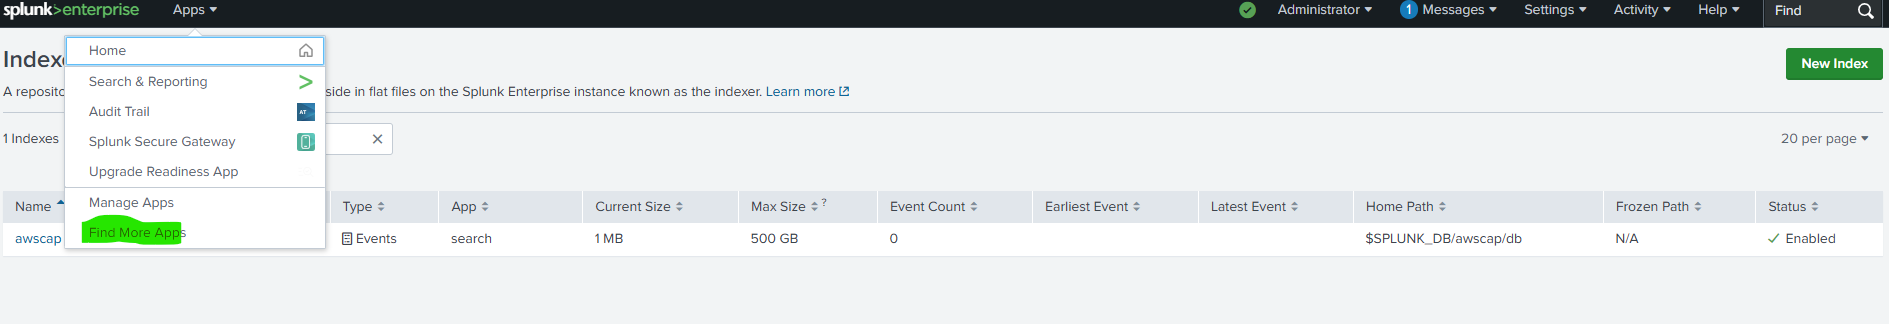 splunk>enterprise Apps Administrator 1 Messages Settings Activity Help Find
Home
Search & Reporting
Audit Trail
AT
Splunk Secure Gateway
Upgrade Readiness App
Manage Apps
Find More Apps
Indexe
New Index
A reposito side in flat files on the Splunk Enterprise instance known as the indexer. Learn more
1 Indexes 20 per page
Name Type App Current Size Max Size ? Event Count Earliest Event Latest Event Home Path Frozen Path Status
awscap Events search 1 MB 500 GB 0 $SPLUNK_DB/awscap/db N/A Enabled